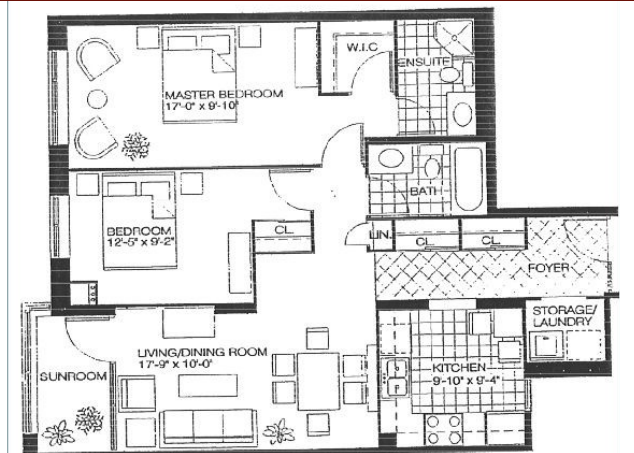 W.I.C
ENSUITE
MASTER BEDROOM
17'-0" x 9'-10"
BATH
BEDROOM
12'-5" x 9'-2"
CL.
LIN.
CL.
CL.
FOYER
STORAGE/
LAUNDRY
LIVING/DINING ROOM
17'-9" x 10'-0"
KITCHEN
9'-10" x 9'-4"
SUNROOM